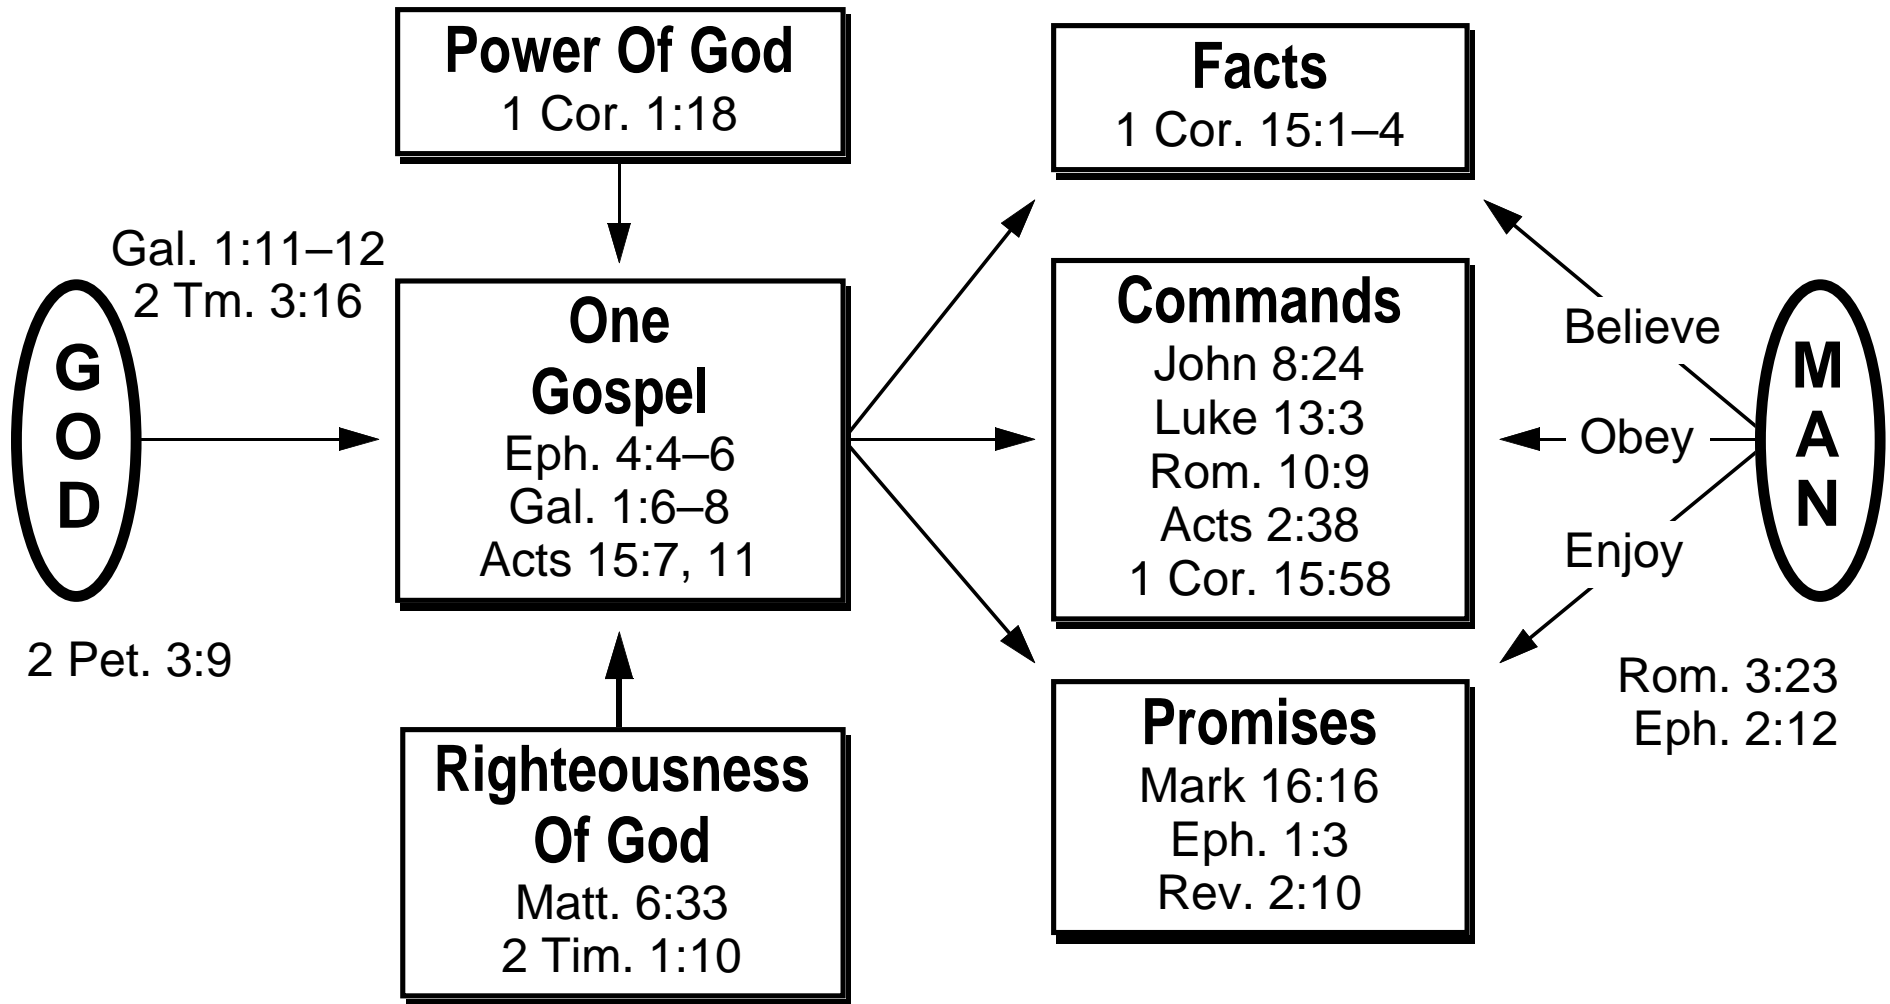 Power Of God
1 Cor. 1:18
Facts
1 Cor. 15:1–4
Gal. 1:11–12
2 Tm. 3:16
GOD
2 Pet. 3:9
One
Gospel
Eph. 4:4–6
Gal. 1:6–8
Acts 15:7, 11
Commands
John 8:24
Luke 13:3
Rom. 10:9
Acts 2:38
1 Cor. 15:58
Believe
Obey
Enjoy
MAN
Rom. 3:23
Eph. 2:12
Righteousness
Of God
Matt. 6:33
2 Tim. 1:10
Promises
Mark 16:16
Eph. 1:3
Rev. 2:10